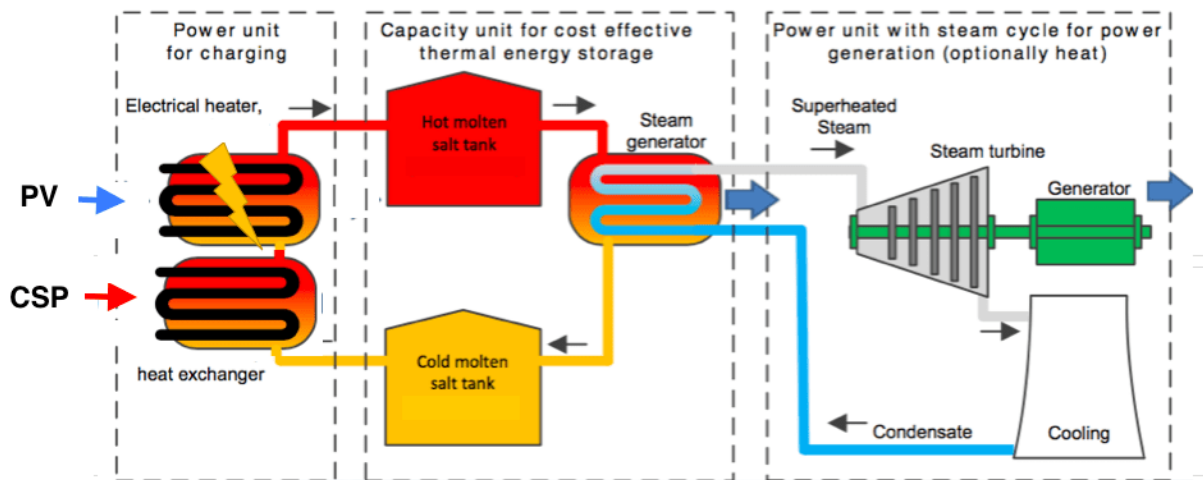 Power unit
for charging
Capacity unit for cost effective
thermal energy storage
Power unit with steam cycle for power
generation (optionally heat)
Electrical heater,
Hot molten
salt tank
Steam
generator
Superheated
Steam
Steam turbine
Generator
PV
CSP
heat exchanger
Cold molten
salt tank
Condensate
Cooling